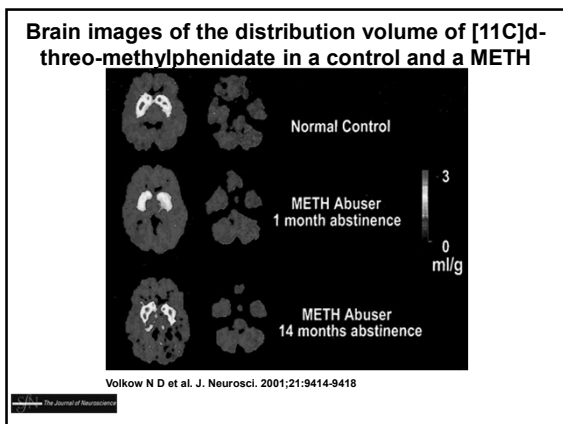 Brain images of the distribution volume of [11C]d-
threo-methylphenidate in a control and a METH
Normal Control
METH Abuser
1 month abstinence
3
0
ml/g
METH Abuser
14 months abstinence
Volkow N D et al. J. Neurosci. 2001;21:9414-9418
SfN The Journal of Neuroscience